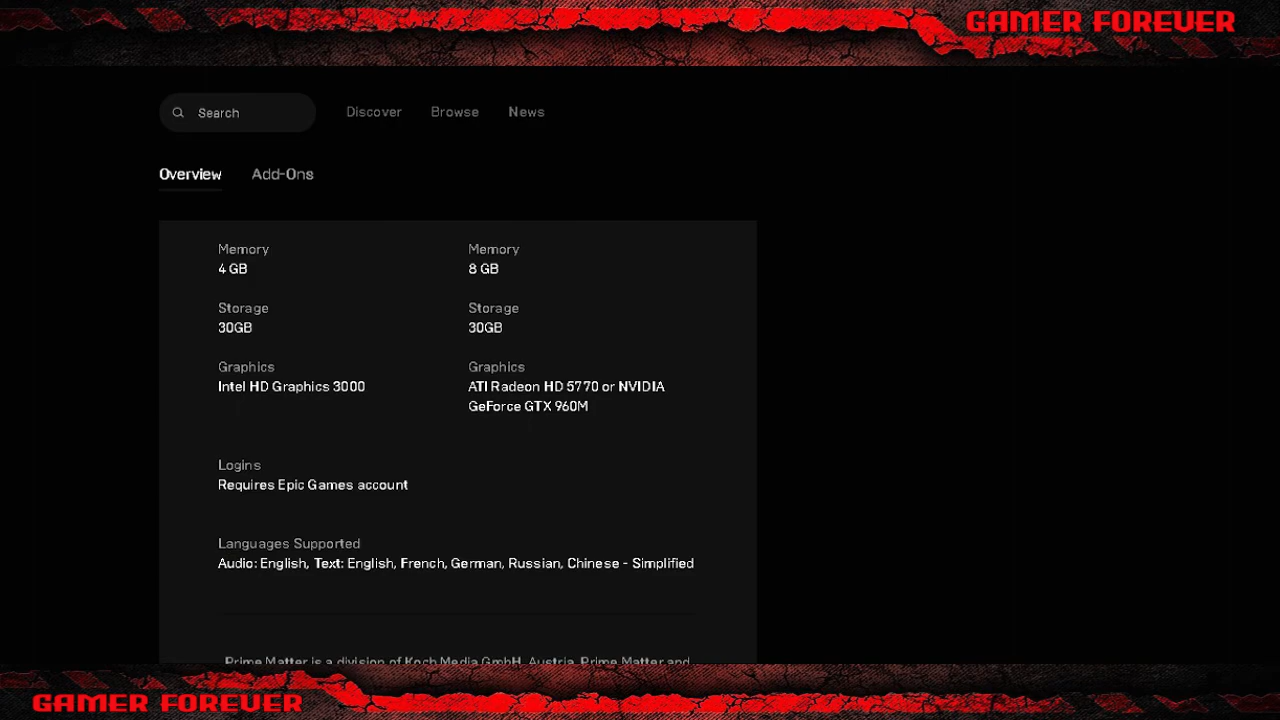 GAMER FOREVER
Search Discover Browse News
Overview Add-Ons
Memory Memory
4 GB 8 GB
Storage Storage
30GB 30GB
Graphics Graphics
Intel HD Graphics 3000 ATI Radeon HD 5770 or NVIDIA
GeForce GTX 960M
Logins
Requires Epic Games account
Languages Supported
Audio: English, Text: English, French, German, Russian, Chinese - Simplified
Prime Matter is a division of Koch Media GmbH, Austria. Prime Matter and
GAMER FOREVER